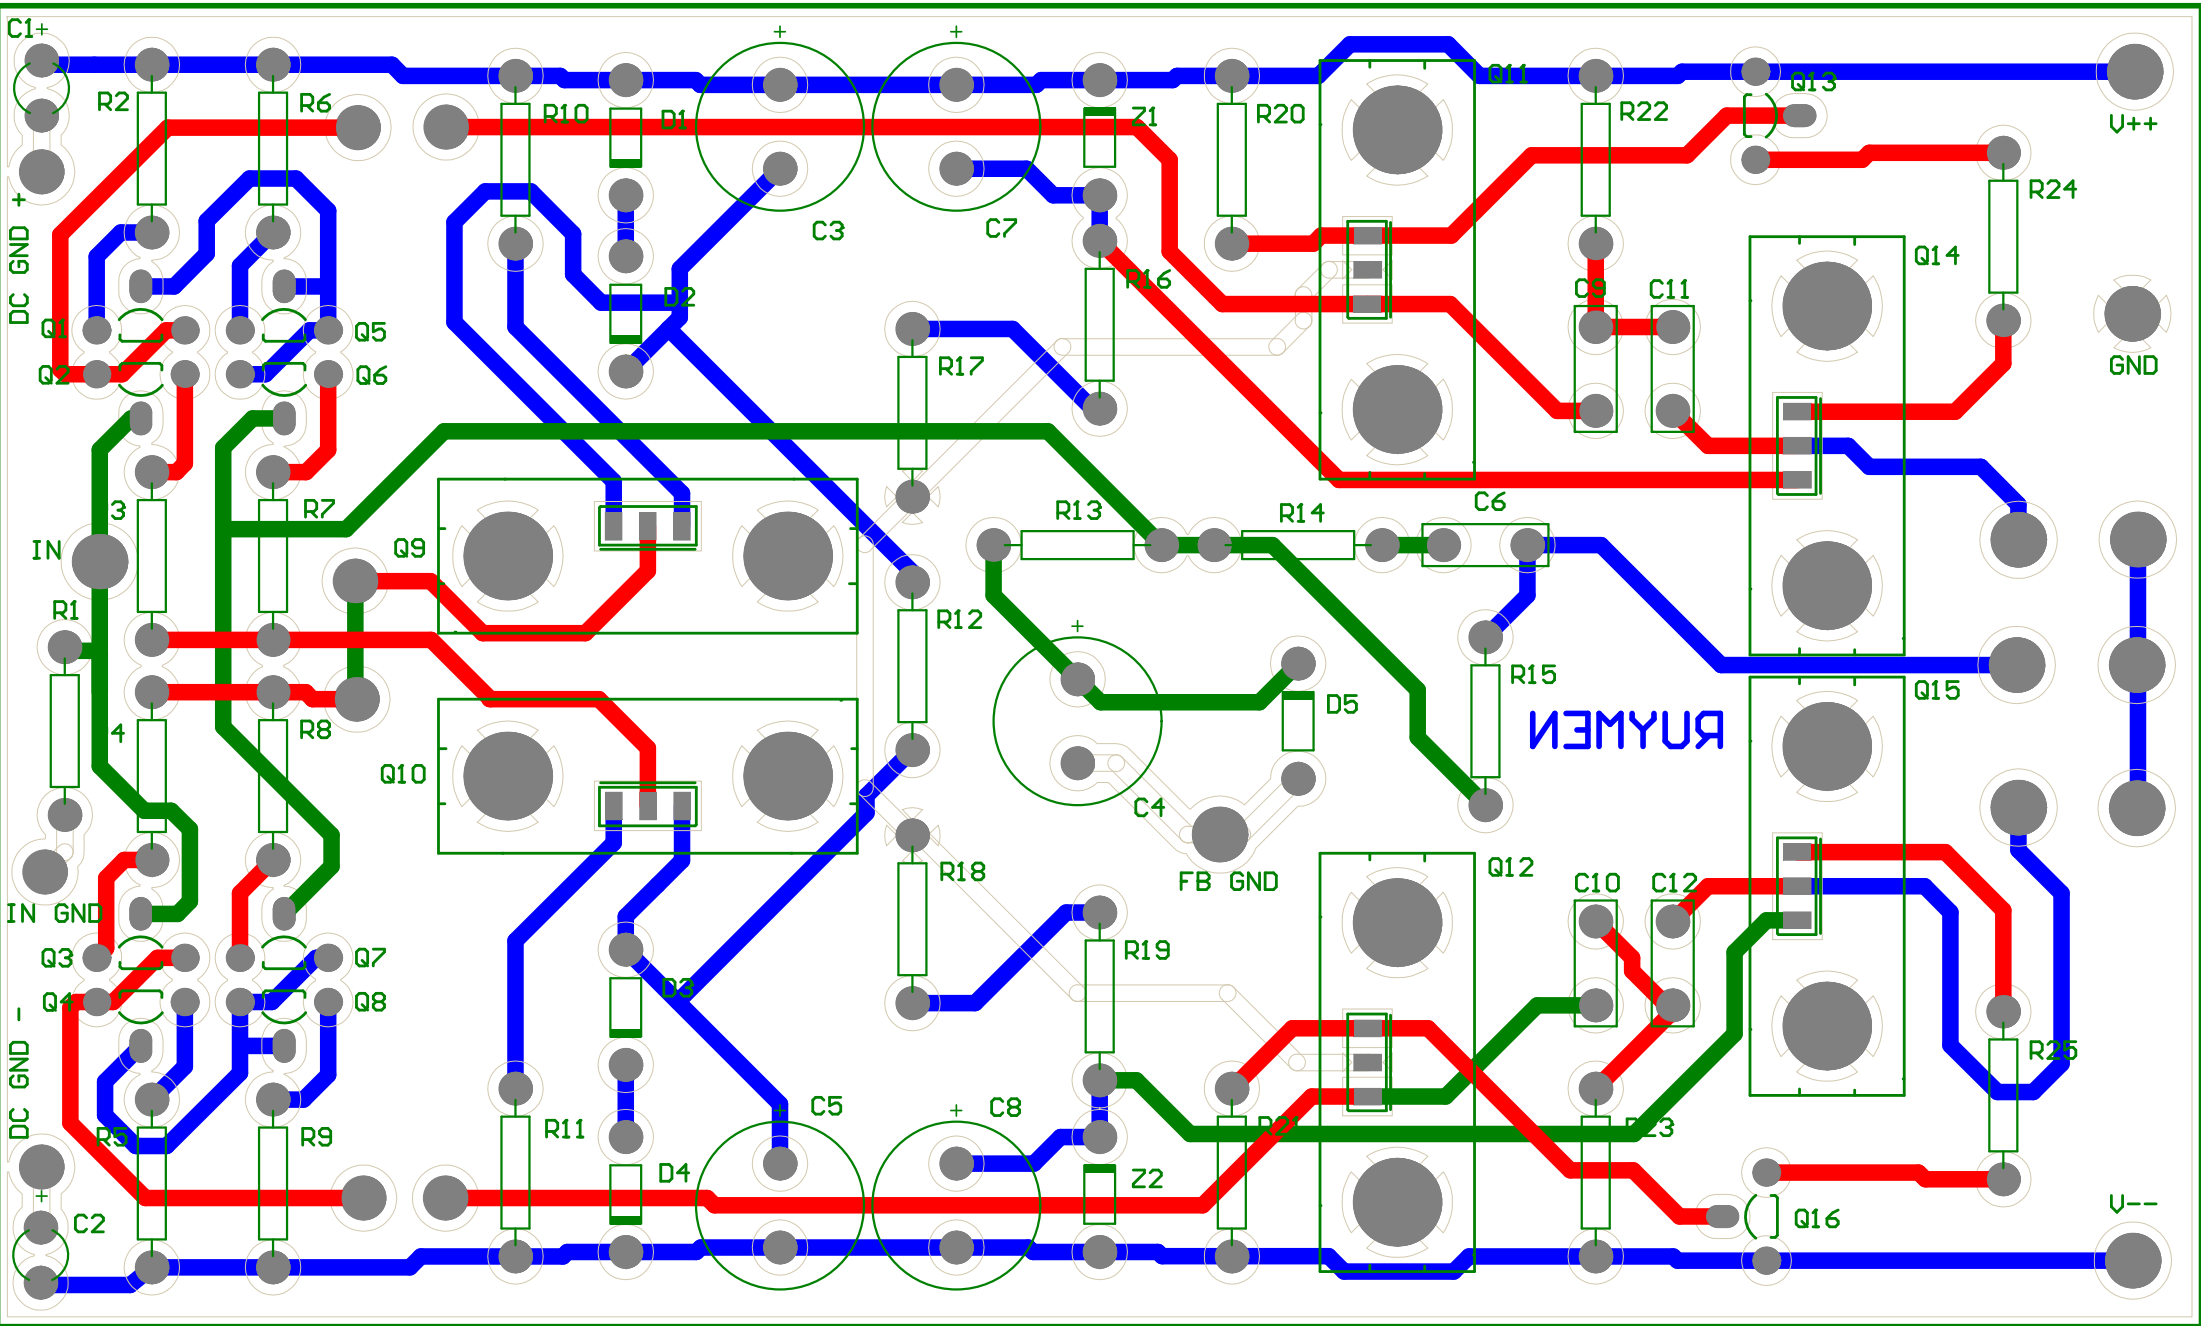 C1+
+
+
Q11
Q13
R2
R6
R10
D1
Z1
R20
R22
V++
DC GND +
C3
C7
R24
D2
R16
C9
C11
Q14
Q1
Q5
Q2
Q6
R17
GND
3
R7
R13
R14
C6
IN
Q9
R1
R12
+
R15
D5
Q15
4
R8
RUYMEN
Q10
C4
R18
FB GND
Q12
C10
C12
IN GND
Q3
Q7
R19
Q4
D3
Q8
DC GND -
R25
+
C5
+
C8
R5
R9
R11
R21
R23
D4
Z2
+
C2
Q16
V--